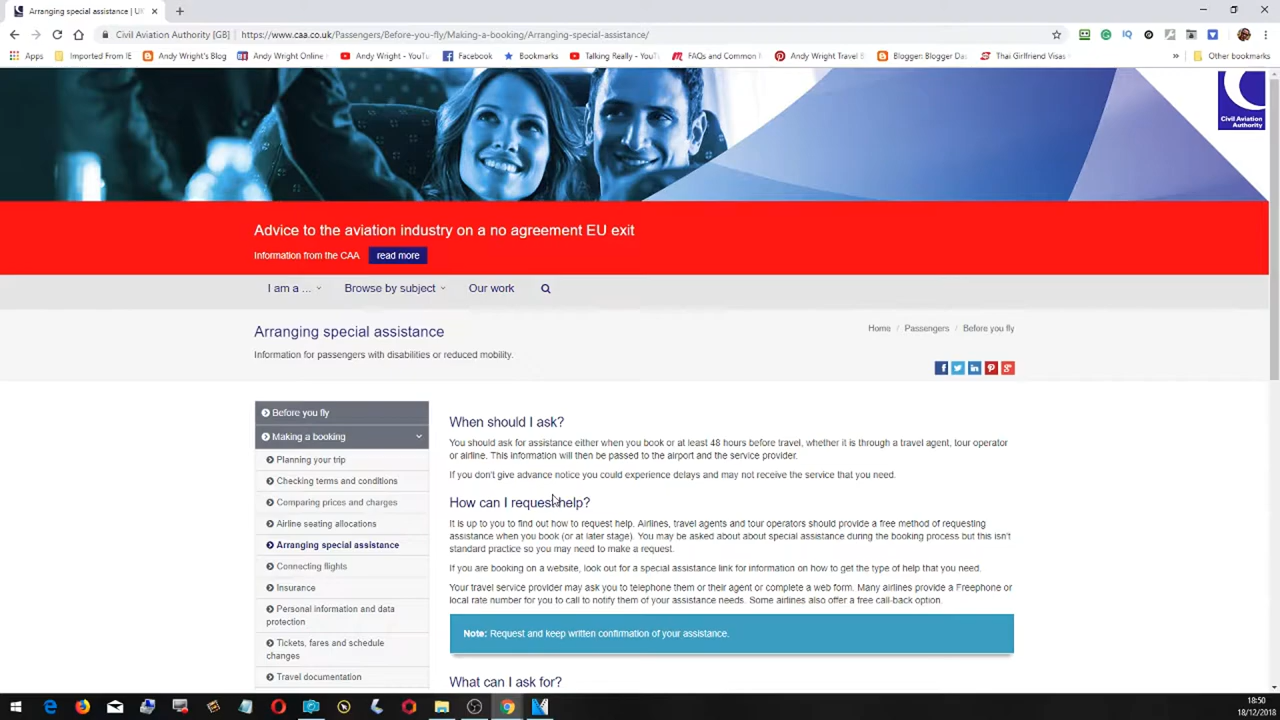 Arranging special assistance | UK
Civil Aviation Authority [GB] https://www.caa.co.uk/Passengers/Before-you-fly/Making-a-booking/Arranging-special-assistance/
Apps Imported From IE Andy Wright's Blog Andy Wright Online Andy Wright - YouTu Facebook Bookmarks Talking Really - YouTu FAQs and Common M Andy Wright Travel B Bloggen Blogger Das Thai Girlfriend Visas » Other bookmarks
Civil Aviation
Authority
Advice to the aviation industry on a no agreement EU exit
Information from the CAA read more
I am a ... Browse by subject Our work
Arranging special assistance
Home / Passengers / Before you fly
Information for passengers with disabilities or reduced mobility.
Before you fly
Making a booking
Planning your trip
Checking terms and conditions
Comparing prices and charges
Airline seating allocations
Arranging special assistance
Connecting flights
Insurance
Personal information and data
protection
Tickets, fares and schedule
changes
Travel documentation
When should I ask?
You should ask for assistance either when you book or at least 48 hours before travel, whether it is through a travel agent, tour operator
or airline. This information will then be passed to the airport and the service provider.
If you don't give advance notice you could experience delays and may not receive the service that you need.
How can I request help?
It is up to you to find out how to request help. Airlines, travel agents and tour operators should provide a free method of requesting
assistance when you book (or at later stage). You may be asked about about special assistance during the booking process but this isn't
standard practice so you may need to make a request.
If you are booking on a website, look out for a special assistance link for information on how to get the type of help that you need.
Your travel service provider may ask you to telephone them or their agent or complete a web form. Many airlines provide a Freephone or
local rate number for you to call to notify them of your assistance needs. Some airlines also offer a free call-back option.
Note: Request and keep written confirmation of your assistance.
What can I ask for?
18:50
18/12/2018